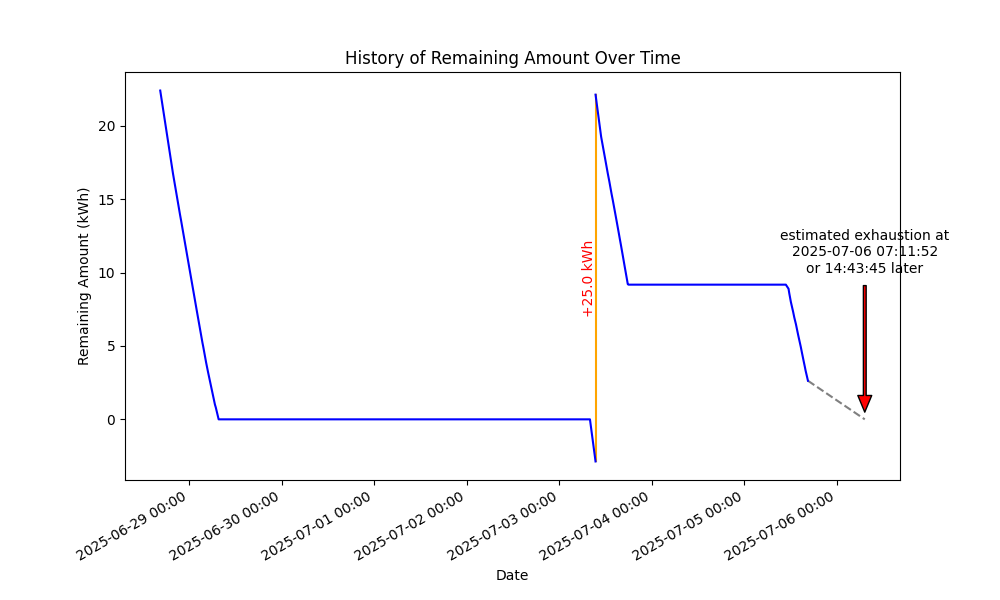 History of Remaining Amount Over Time
Remaining Amount (kWh)
20
15
10
5
0
+25.0 kWh
estimated exhaustion at
2025-07-06 07:11:52
or 14:43:45 later
2025-06-29 00:00
2025-06-30 00:00
2025-07-01 00:00
2025-07-02 00:00
2025-07-03 00:00
2025-07-04 00:00
2025-07-05 00:00
2025-07-06 00:00
Date